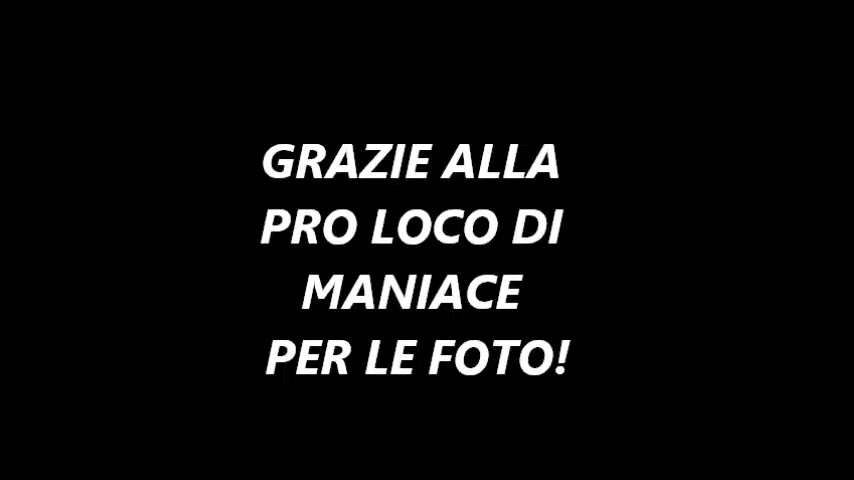 GRAZIE ALLA
PRO LOCO DI
MANIACE
PER LE FOTO!